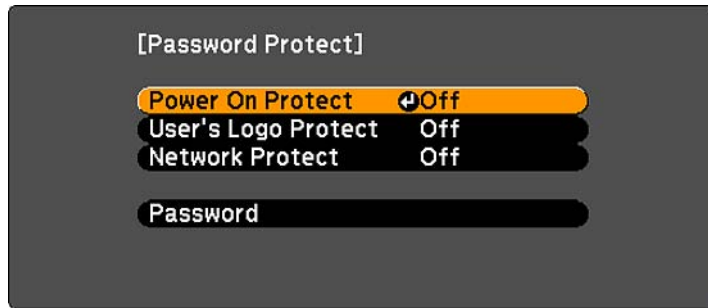 [Password Protect]
Power On Protect Off
User's Logo Protect Off
Network Protect Off
Password